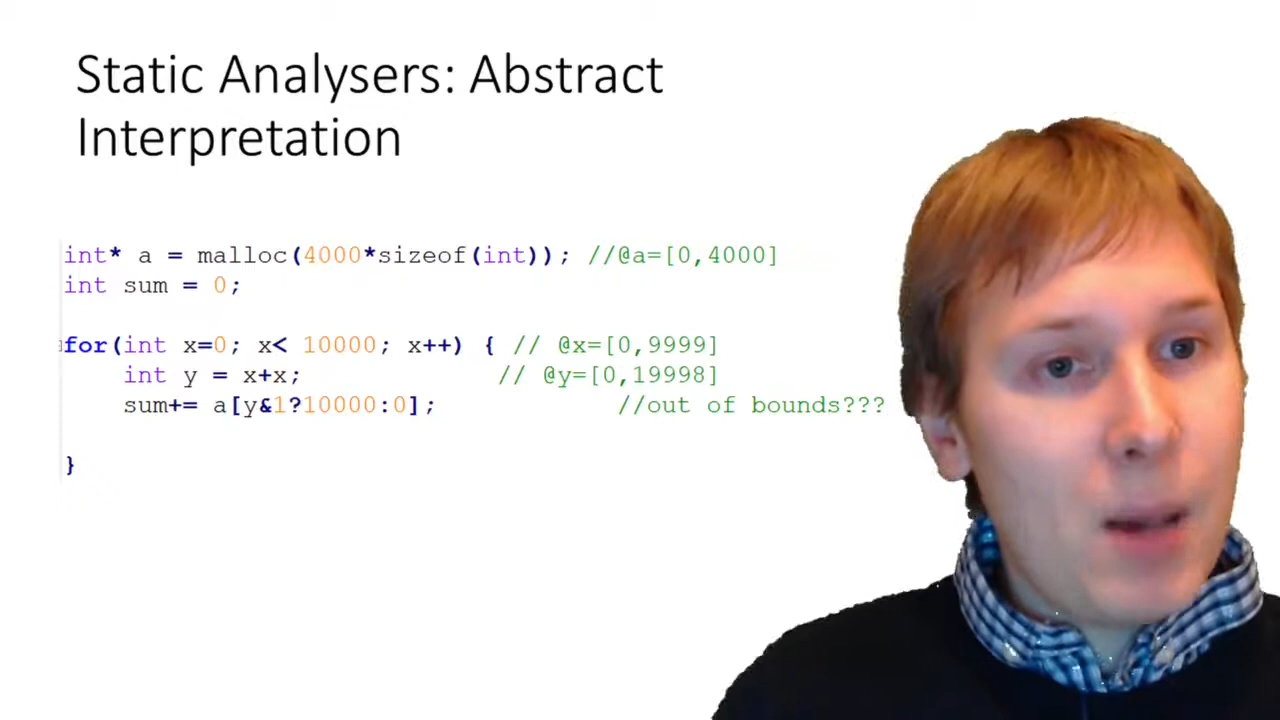 Static Analysers: Abstract
Interpretation
int* a = malloc(4000*sizeof(int)); //@a=[0,4000]
int sum = 0;
for(int x=0; x< 10000; x++) { // @x=[0,9999]
int y = x+x; // @y=[0,19998]
sum+= a[y&1?10000:0]; //out of bounds???
}